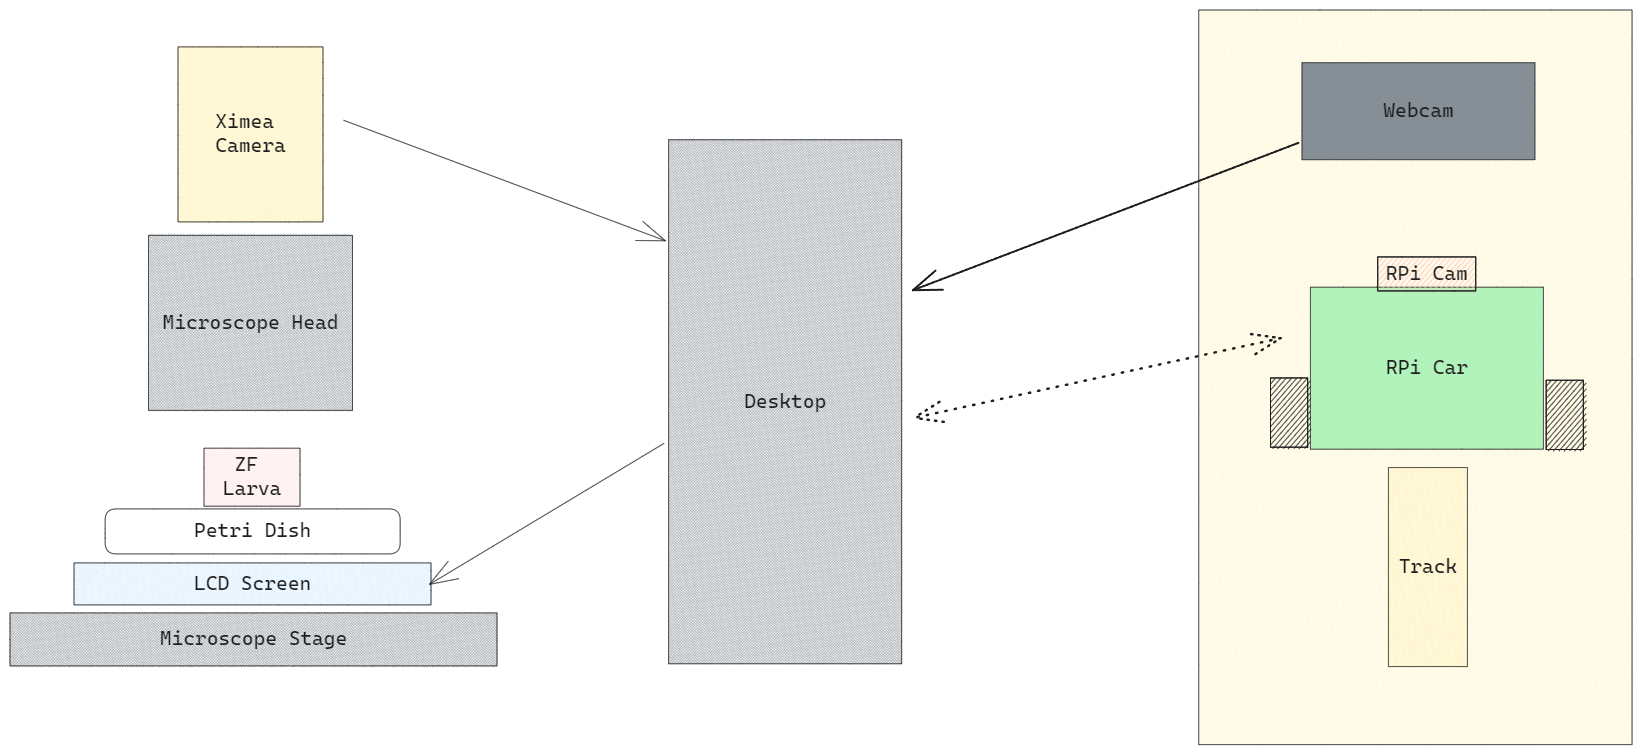 Ximea
Camera
Microscope Head
ZF
Larva
Petri Dish
LCD Screen
Microscope Stage
Desktop
Webcam
RPi Cam
RPi Car
Track